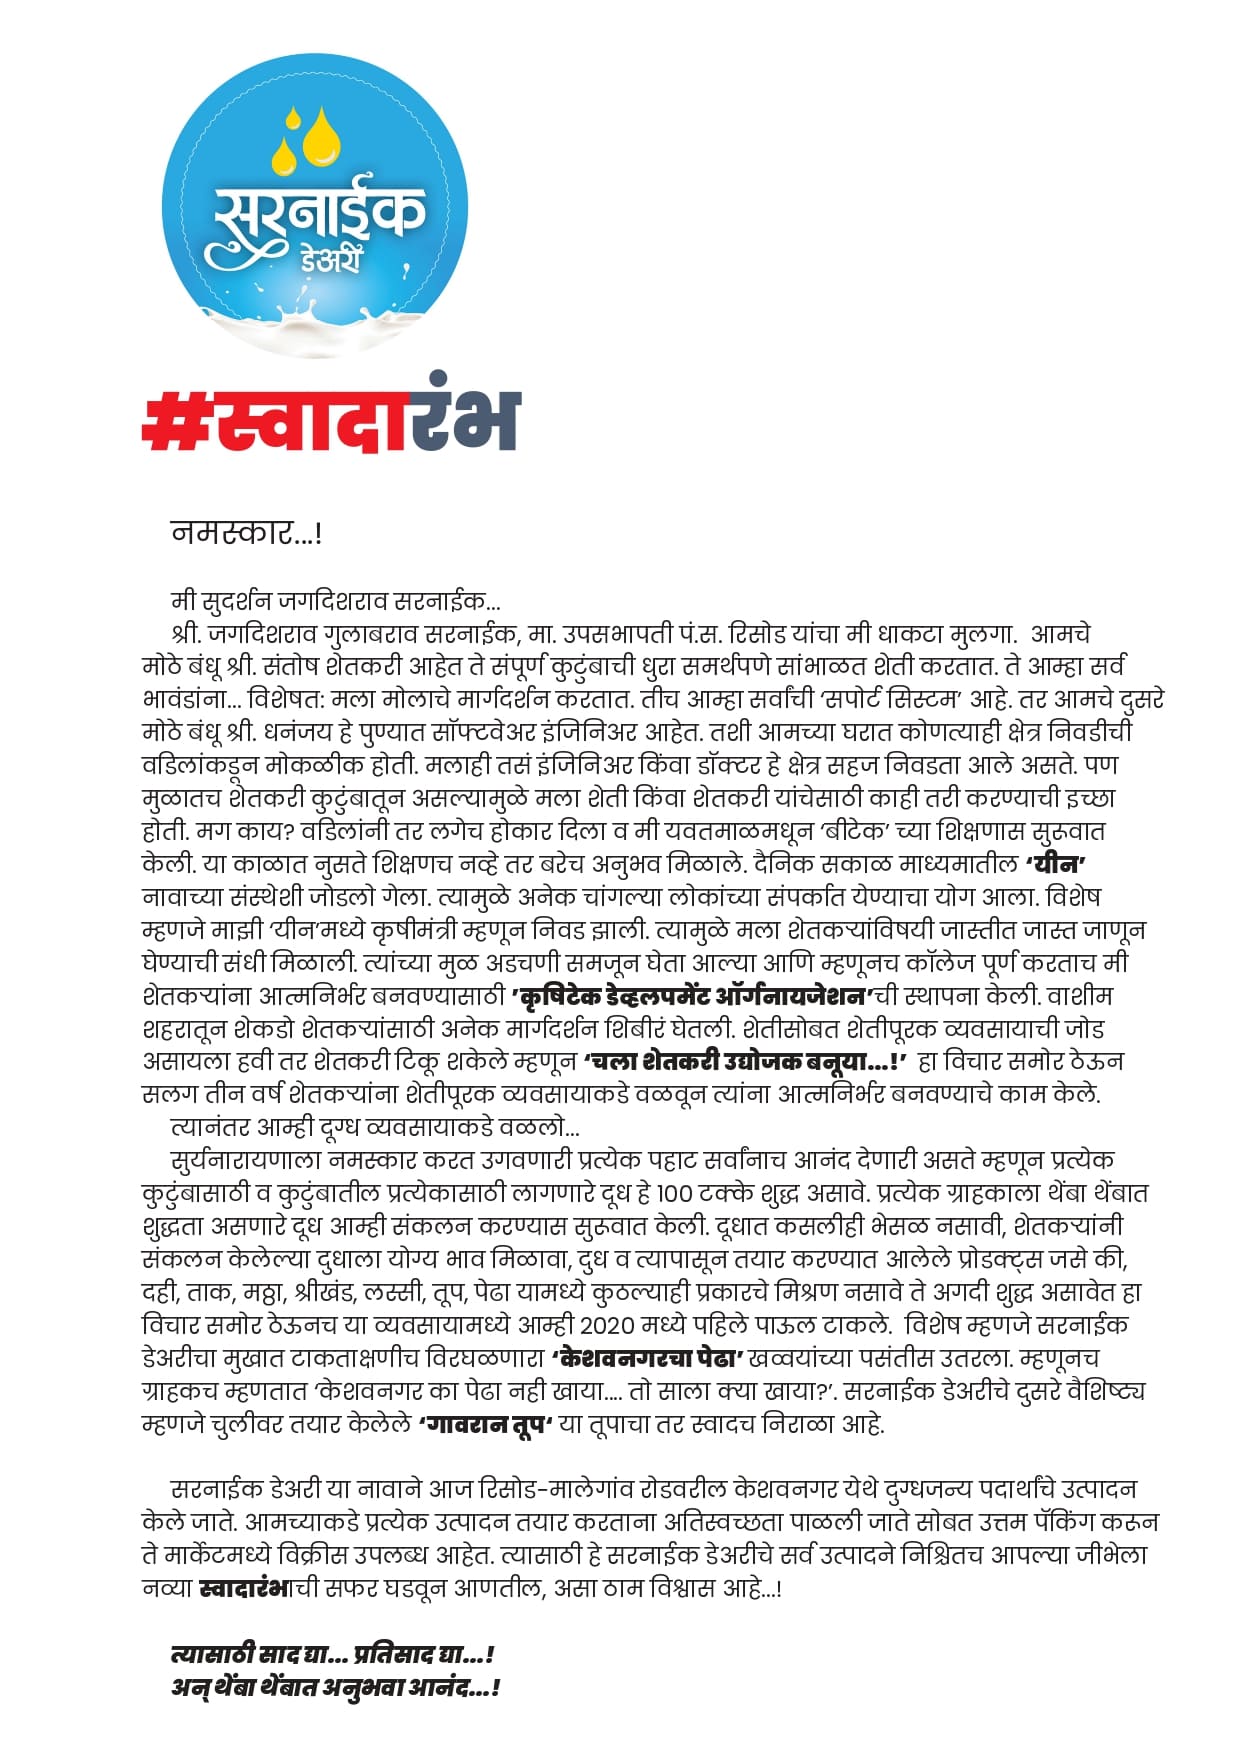 सरनाईक
डेअरी
#स्वादारंभ
नमस्कार...!
मी सुदर्शन जगदिशराव सरनाईक...
श्री. जगदिशराव गुलाबराव सरनाईक, मा. उपसभापती पं.स. रिसोड यांचा मी धाकटा मुलगा. आमचे
मोठे बंधू श्री. संतोष शेतकरी आहेत ते संपूर्ण कुटुंबाची धुरा समर्थपणे सांभाळत शेती करतात. ते आम्हा सर्व
भावंडांना... विशेषत: मला मोलाचे मार्गदर्शन करतात. तीच आम्हा सर्वांची ‘सपोर्ट सिस्टम’ आहे. तर आमचे दुसरे
मोठे बंधू श्री. धनंजय हे पुण्यात सॉफ्टवेअर इंजिनिअर आहेत. तशी आमच्या घरात कोणत्याही क्षेत्र निवडीची
वडिलांकडून मोकळीक होती. मलाही तसं इंजिनिअर किंवा डॉक्टर हे क्षेत्र सहज निवडता आले असते. पण
मुळातच शेतकरी कुटुंबातून असल्यामुळे मला शेती किंवा शेतकरी यांचेसाठी काही तरी करण्याची इच्छा
होती. मग काय? वडिलांनी तर लगेच होकार दिला व मी यवतमाळमधून ‘बीटेक’ च्या शिक्षणास सुरूवात
केली. या काळात नुसते शिक्षणच नव्हे तर बरेच अनुभव मिळाले. दैनिक सकाळ माध्यमातील ‘यीन’
नावाच्या संस्थेशी जोडलो गेला. त्यामुळे अनेक चांगल्या लोकांच्या संपर्कात येण्याचा योग आला. विशेष
म्हणजे माझी ‘यीन’मध्ये कृषीमंत्री म्हणून निवड झाली. त्यामुळे मला शेतकऱ्यांविषयी जास्तीत जास्त जाणून
घेण्याची संधी मिळाली. त्यांच्या मुळ अडचणी समजून घेता आल्या आणि म्हणूनच कॉलेज पूर्ण करताच मी
शेतकऱ्यांना आत्मनिर्भर बनवण्यासाठी ’कृषिटेक डेव्हलपमेंट ऑर्गनायजेशन’ची स्थापना केली. वाशीम
शहरातून शेकडो शेतकऱ्यांसाठी अनेक मार्गदर्शन शिबीरं घेतली. शेतीसोबत शेतीपूरक व्यवसायाची जोड
असायला हवी तर शेतकरी टिकू शकेले म्हणून ‘चला शेतकरी उद्योजक बनूया...!’ हा विचार समोर ठेऊन
सलग तीन वर्ष शेतकऱ्यांना शेतीपूरक व्यवसायाकडे वळवून त्यांना आत्मनिर्भर बनवण्याचे काम केले.
त्यानंतर आम्ही दूग्ध व्यवसायाकडे वळलो...
सुर्यनारायणाला नमस्कार करत उगवणारी प्रत्येक पहाट सर्वांनाच आनंद देणारी असते म्हणून प्रत्येक
कुटुंबासाठी व कुटुंबातील प्रत्येकासाठी लागणारे दूध हे 100 टक्के शुद्ध असावे. प्रत्येक ग्राहकाला थेंबा थेंबात
शुद्धता असणारे दूध आम्ही संकलन करण्यास सुरूवात केली. दूधात कसलीही भेसळ नसावी, शेतकऱ्यांनी
संकलन केलेल्या दुधाला योग्य भाव मिळावा, दुध व त्यापासून तयार करण्यात आलेले प्रोडक्ट्स जसे की,
दही, ताक, मठ्ठा, श्रीखंड, लस्सी, तूप, पेढा यामध्ये कुठल्याही प्रकारचे मिश्रण नसावे ते अगदी शुद्ध असावेत हा
विचार समोर ठेऊनच या व्यवसायामध्ये आम्ही 2020 मध्ये पहिले पाऊल टाकले. विशेष म्हणजे सरनाईक
डेअरीचा मुखात टाकताक्षणीच विरघळणारा ‘केशवनगरचा पेढा’ खव्वयांच्या पसंतीस उतरला. म्हणूनच
ग्राहकच म्हणतात ‘केशवनगर का पेढा नही खाया.... तो साला क्या खाया?’. सरनाईक डेअरीचे दुसरे वैशिष्ट्य
म्हणजे चुलीवर तयार केलेले ‘गावरान तूप‘ या तूपाचा तर स्वादच निराळा आहे.
सरनाईक डेअरी या नावाने आज रिसोड-मालेगांव रोडवरील केशवनगर येथे दुग्धजन्य पदार्थांचे उत्पादन
केले जाते. आमच्याकडे प्रत्येक उत्पादन तयार करताना अतिस्वच्छता पाळली जाते सोबत उत्तम पॅकिंग करून
ते मार्केटमध्ये विक्रीस उपलब्ध आहेत. त्यासाठी हे सरनाईक डेअरीचे सर्व उत्पादने निश्चितच आपल्या जीभेला
नव्या स्वादारंभाची सफर घडवून आणतील, असा ठाम विश्वास आहे...!
त्यासाठी साद द्या... प्रतिसाद द्या...!
अन् थेंबा थेंबात अनुभवा आनंद...!